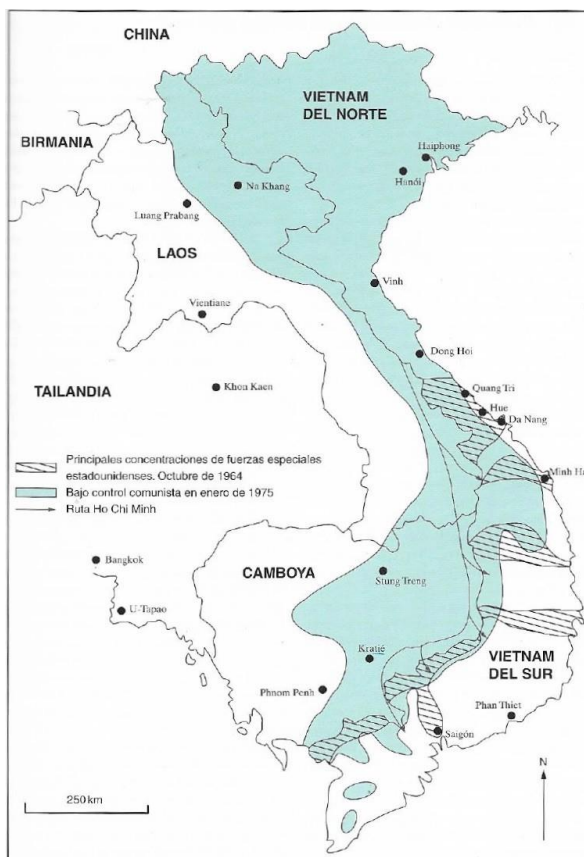 CHINA
VIETNAM
DEL NORTE
BIRMANIA
Haiphong
Hanói
Na Khang
Luang Prabang
LAOS
Vinh
Vientiane
Dong Hoi
TAILANDIA
Khon Kaen
Quang Tri
Hue
Da Nang
Principales concentraciones de fuerzas especiales
estadounidenses. Octubre de 1964
Minh Ha
Bajo control comunista en enero de 1975
Ruta Ho Chi Minh
Bangkok
CAMBOYA
Stung Treng
U-Tapao
Kratié
VIETNAM
DEL SUR
Phnom Penh
Phan Thiet
Saigón
N
250 km